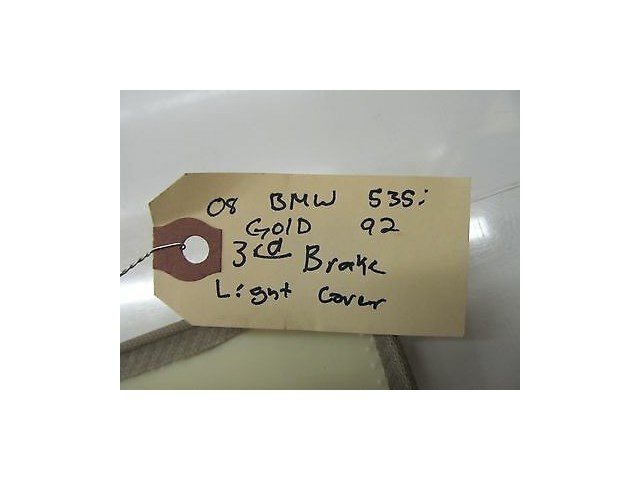 08 BMW 535i
GOlD 92
3rd Brake
Light Cover